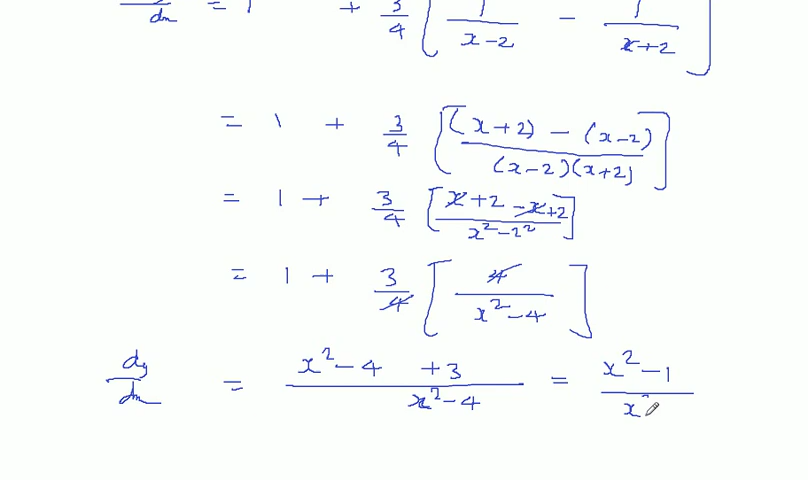 dy/dx = 1 + 3/4 [ 1/(x-2) - 1/(x+2) ]
= 1 + 3/4 [ ((x+2) - (x-2))/((x-2)(x+2)) ]
= 1 + 3/4 [ (x+2-x+2)/(x²-2²) ]
= 1 + 3/4 [ 4/(x²-4) ]
dy/dx = (x²-4 +3)/(x²-4) = (x²-1)/x²